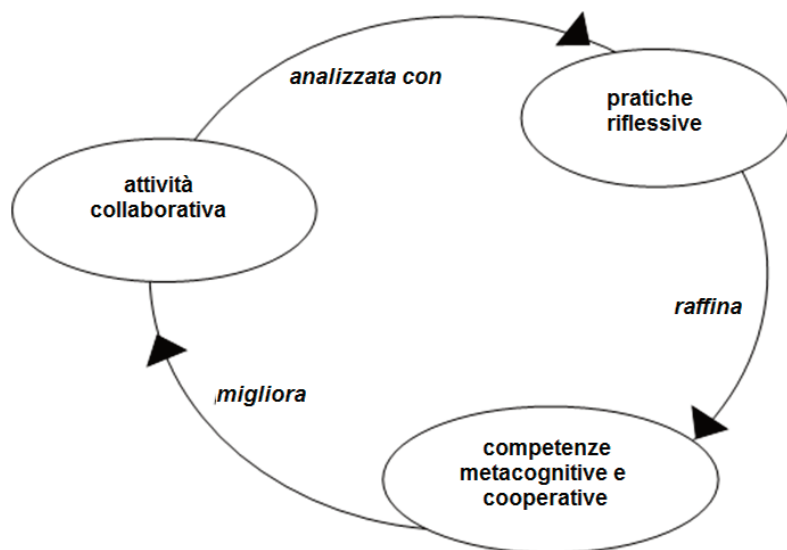 analizzata con
pratiche
riflessive
attività
collaborativa
raffina
migliora
competenze
metacognitive e
cooperative